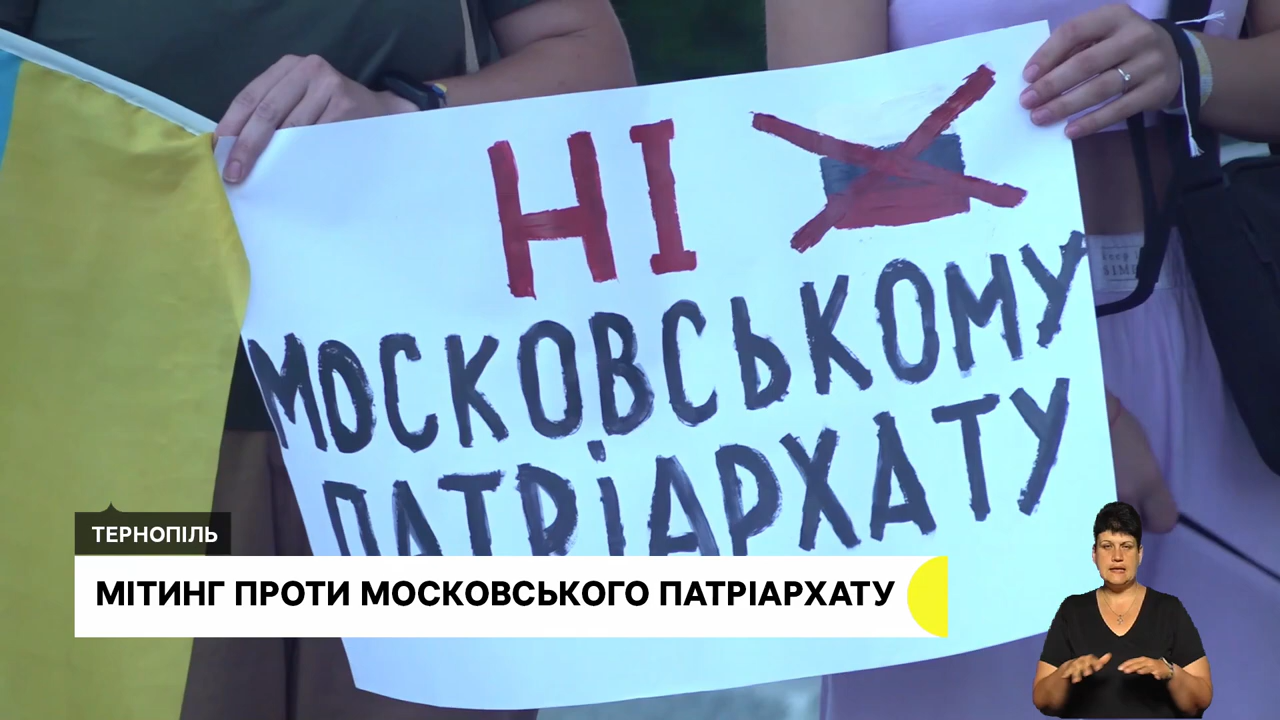 НІ
МОСКОВСЬКОМУ
ПАТРІАРХАТУ
ТЕРНОПІЛЬ
МІТИНГ ПРОТИ МОСКОВСЬКОГО ПАТРІАРХАТУ